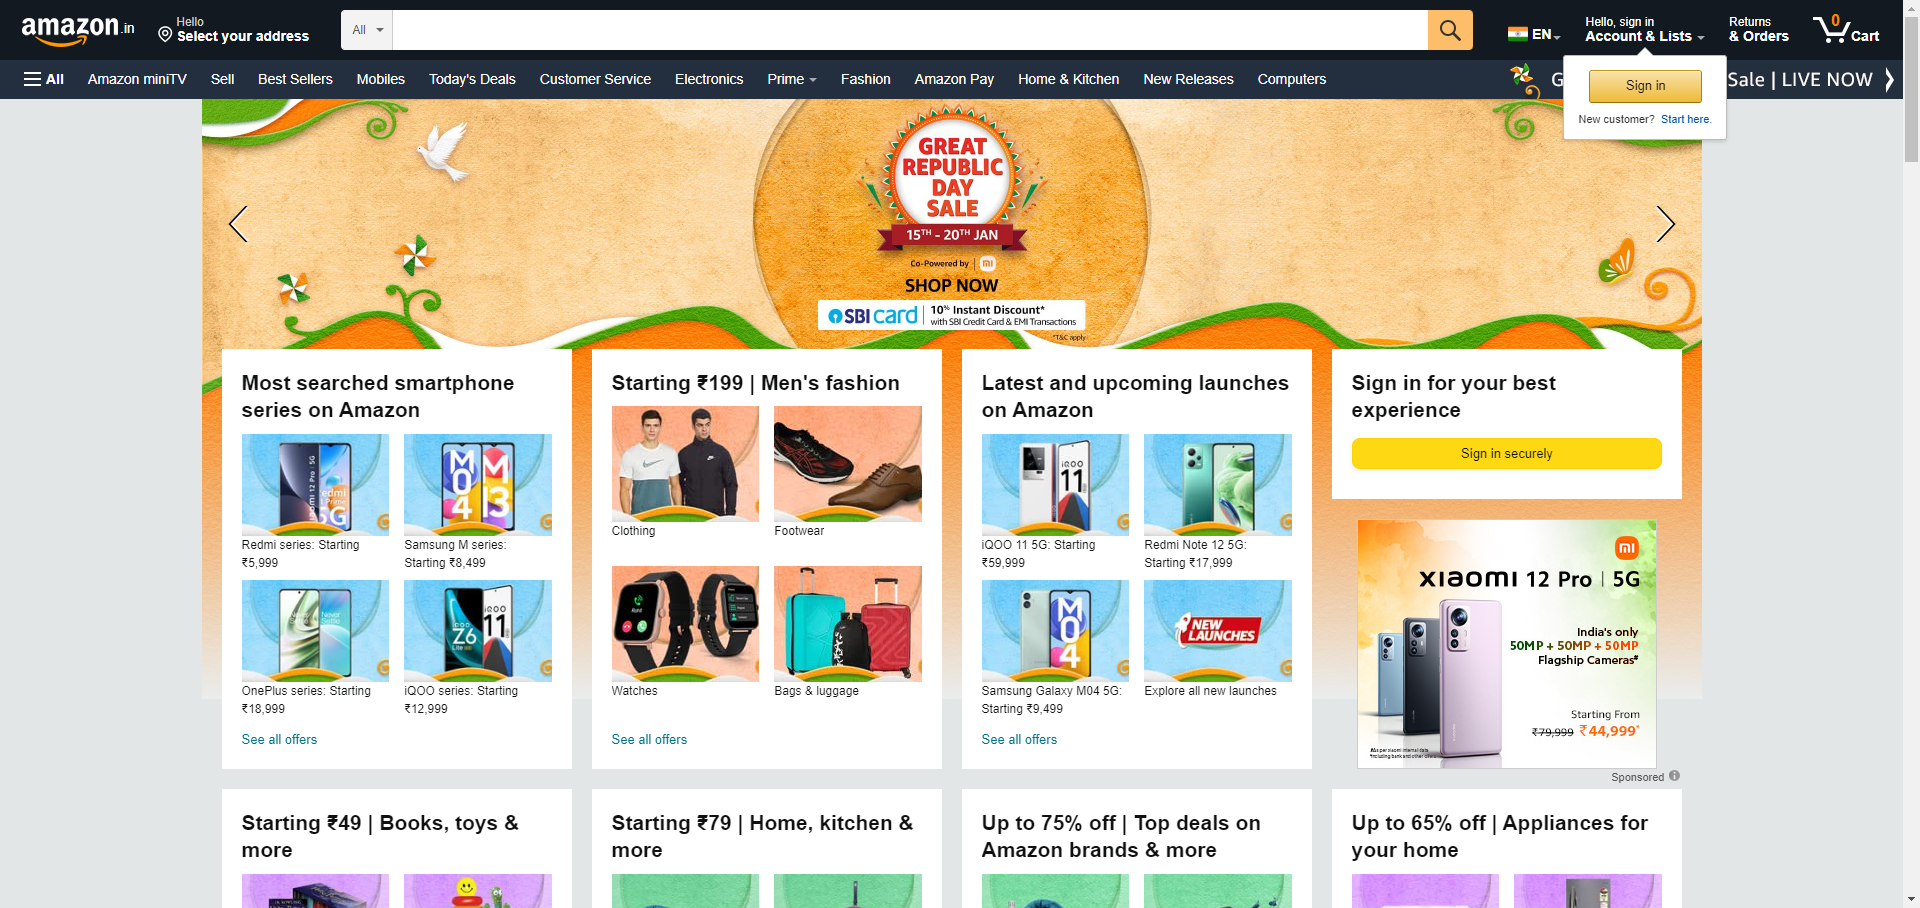 amazon.in
Hello
Select your address
All
EN
Hello, sign in
Account & Lists
Returns
& Orders
0
Cart
All
Amazon miniTV
Sell
Best Sellers
Mobiles
Today's Deals
Customer Service
Electronics
Prime
Fashion
Amazon Pay
Home & Kitchen
New Releases
Computers
G
Sale | LIVE NOW
Sign in
New customer? Start here.
GREAT
REPUBLIC
DAY
SALE
15TH - 20TH JAN
Co-Powered by | mi
SHOP NOW
SBI card
10% Instant Discount*
with SBI Credit Card & EMI Transactions
*T&C apply
Most searched smartphone
series on Amazon
Redmi series: Starting
₹5,999
Samsung M series:
Starting ₹8,499
OnePlus series: Starting
₹18,999
iQOO series: Starting
₹12,999
See all offers
Starting ₹199 | Men's fashion
Clothing
Footwear
Watches
Bags & luggage
See all offers
Latest and upcoming launches
on Amazon
iQOO 11 5G: Starting
₹59,999
Redmi Note 12 5G:
Starting ₹17,999
NEW
LAUNCHES
Samsung Galaxy M04 5G:
Starting ₹9,499
Explore all new launches
See all offers
Sign in for your best
experience
Sign in securely
mi
xiaomi 12 Pro | 5G
India's only
50MP + 50MP + 50MP
Flagship Cameras#
Starting From
₹79,999 ₹44,999*
Sponsored
Starting ₹49 | Books, toys &
more
Starting ₹79 | Home, kitchen &
more
Up to 75% off | Top deals on
Amazon brands & more
Up to 65% off | Appliances for
your home